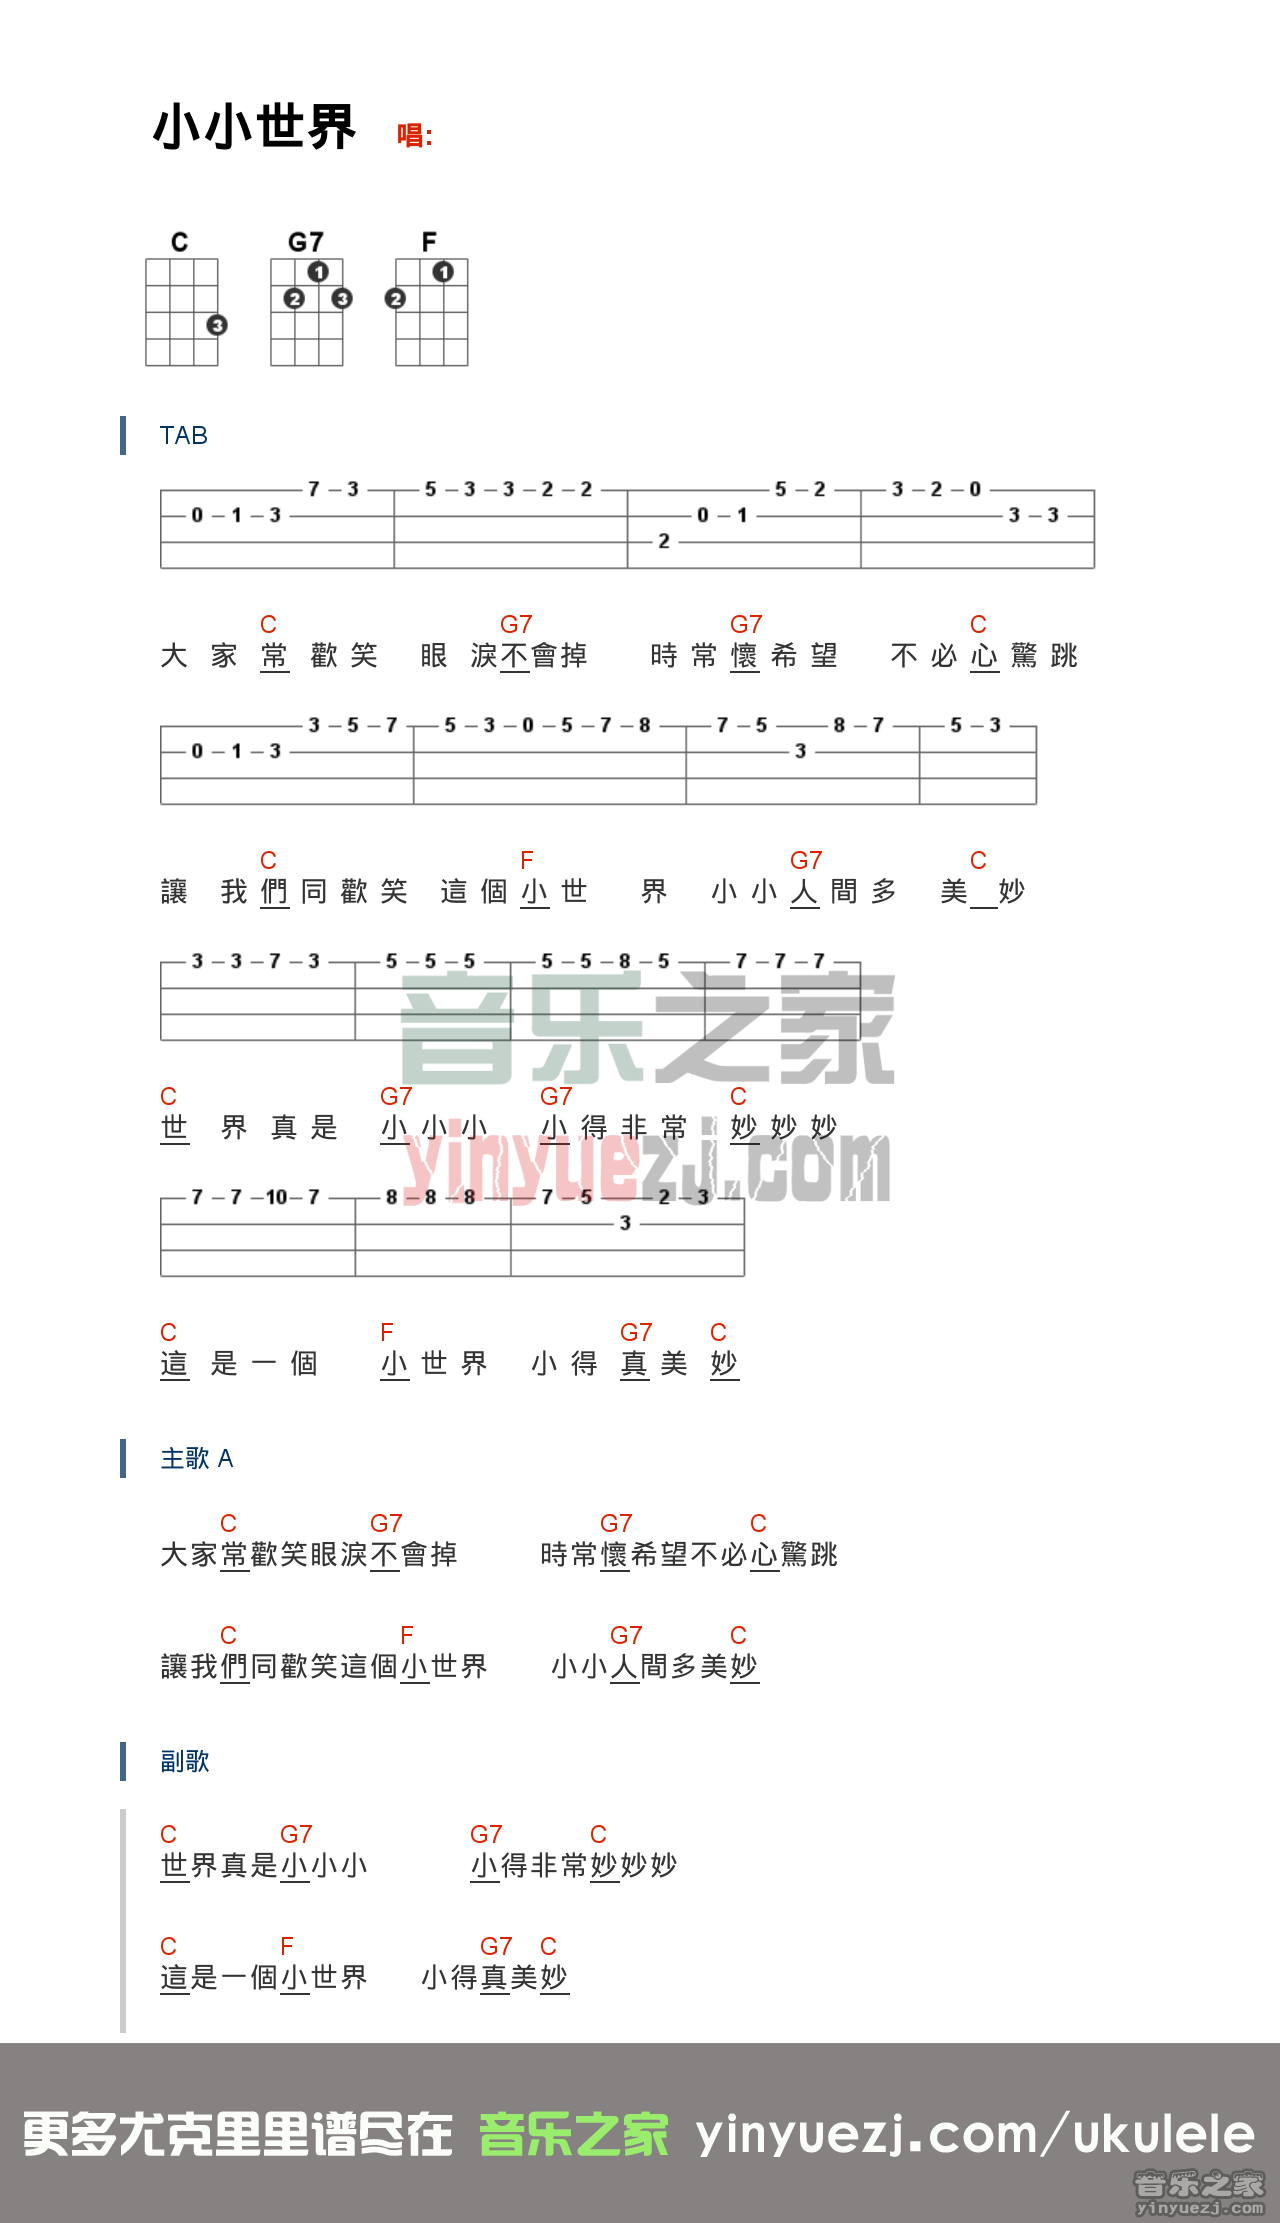 小小世界 唱:
C G7 F
3 2 1 3 2 1
TAB
7 3 5 3 3 2 2 5 2 3 2 0
0 1 3 0 1 3 3
2
C G7 G7 C
大 家 常 歡 笑 眼 淚 不會掉 時 常 懷 希 望 不 必 心 驚 跳
3 5 7 5 3 0 5 7 8 7 5 8 7 5 3
0 1 3 3
C F G7 C
讓 我 們 同 歡 笑 這 個 小 世 界 小 小 人 間 多 美 妙
3 3 7 3 5 5 5 5 5 8 5 7 7 7
音乐之家
C G7 G7 C
世 界 真 是 小 小 小 小 得 非 常 妙 妙 妙
yinyuezj.com
7 7 10 7 8 8 8 7 5 2 3
3
C F G7 C
這 是 一 個 小 世 界 小 得 真 美 妙
主歌 A
C G7 G7 C
大家常歡笑眼淚不會掉 時常懷希望不必心驚跳
C F G7 C
讓我們同歡笑這個小世界 小小人間多美妙
副歌
C G7 G7 C
世界真是小小小 小得非常妙妙妙
C F G7 C
這是一個小世界 小得真美妙
更多尤克里里谱尽在 音乐之家 yinyuezj.com/ukulele
音乐之家
yinyuezj.com